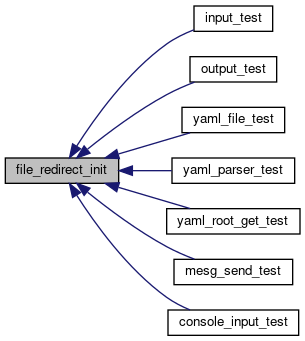 input_test
output_test
yaml_file_test
file_redirect_init
yaml_parser_test
yaml_root_get_test
mesg_send_test
console_input_test